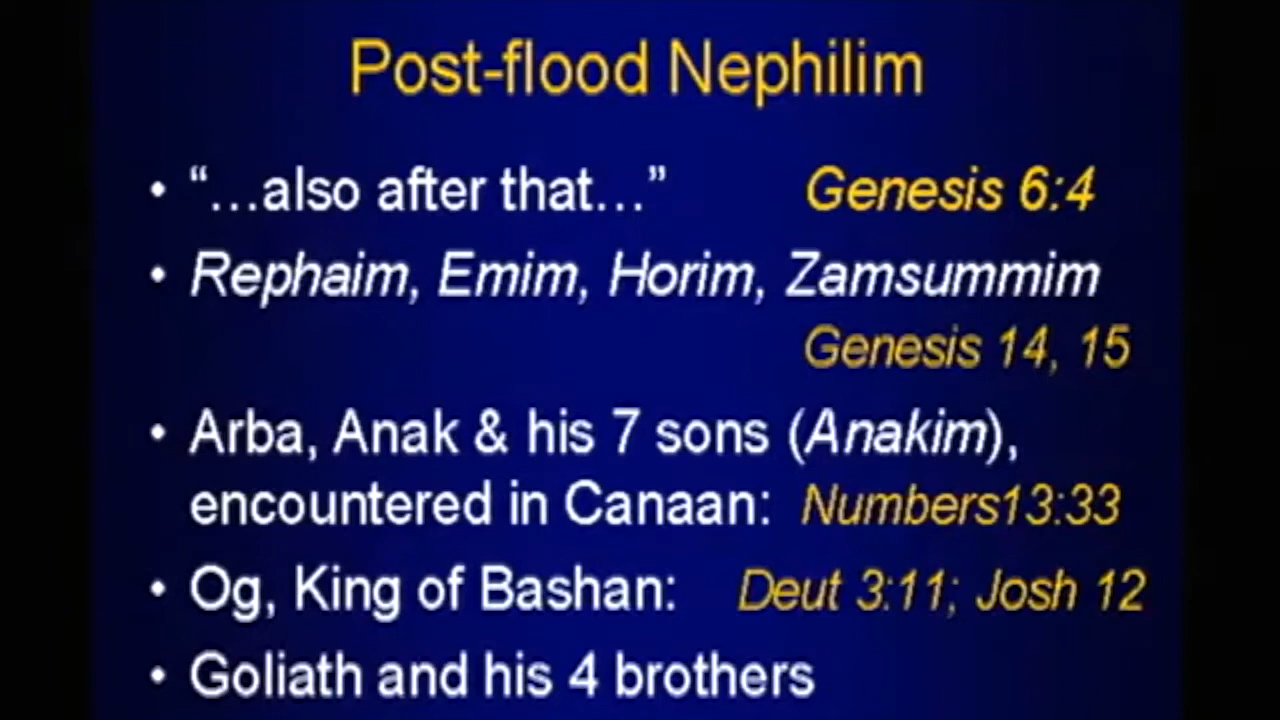 Post-flood Nephilim
• “…also after that…” Genesis 6:4
• Rephaim, Emim, Horim, Zamsummim
Genesis 14, 15
• Arba, Anak & his 7 sons (Anakim),
encountered in Canaan: Numbers13:33
• Og, King of Bashan: Deut 3:11; Josh 12
• Goliath and his 4 brothers